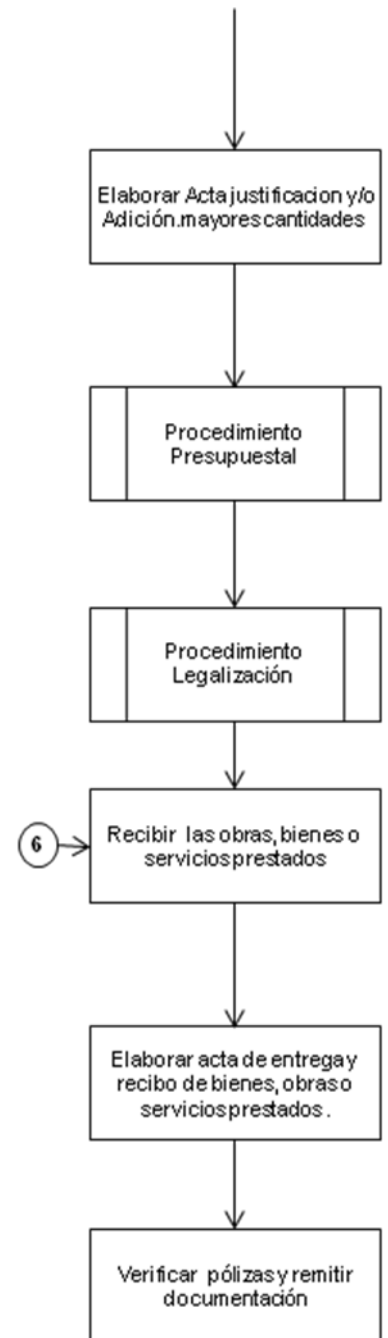 Elaborar Acta justificacion y/o
Adición.mayores cantidades
Procedimiento
Presupuestal
Procedimiento
Legalización
6
Recibir las obras, bienes o
servicios prestados
Elaborar acta de entrega y
recibo de bienes, obras o
servicios prestados .
Verificar pólizas y remitir
documentación